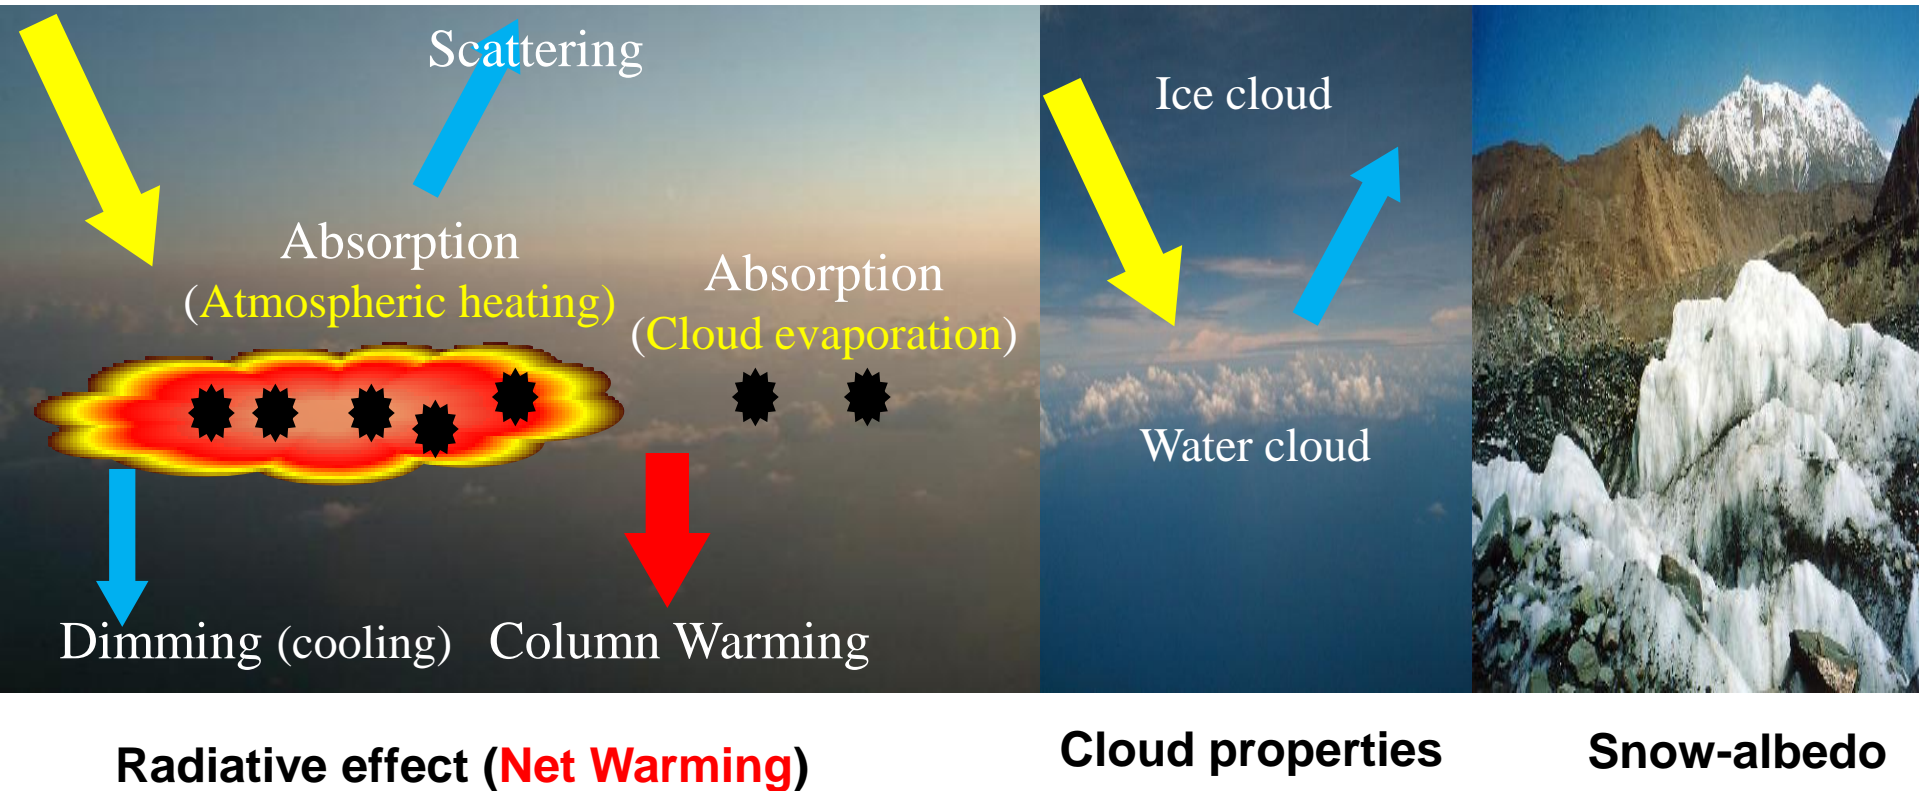 Scattering
Absorption
(Atmospheric heating)
Absorption
(Cloud evaporation)
Dimming (cooling)
Column Warming
Ice cloud
Water cloud
Radiative effect (Net Warming)
Cloud properties
Snow-albedo